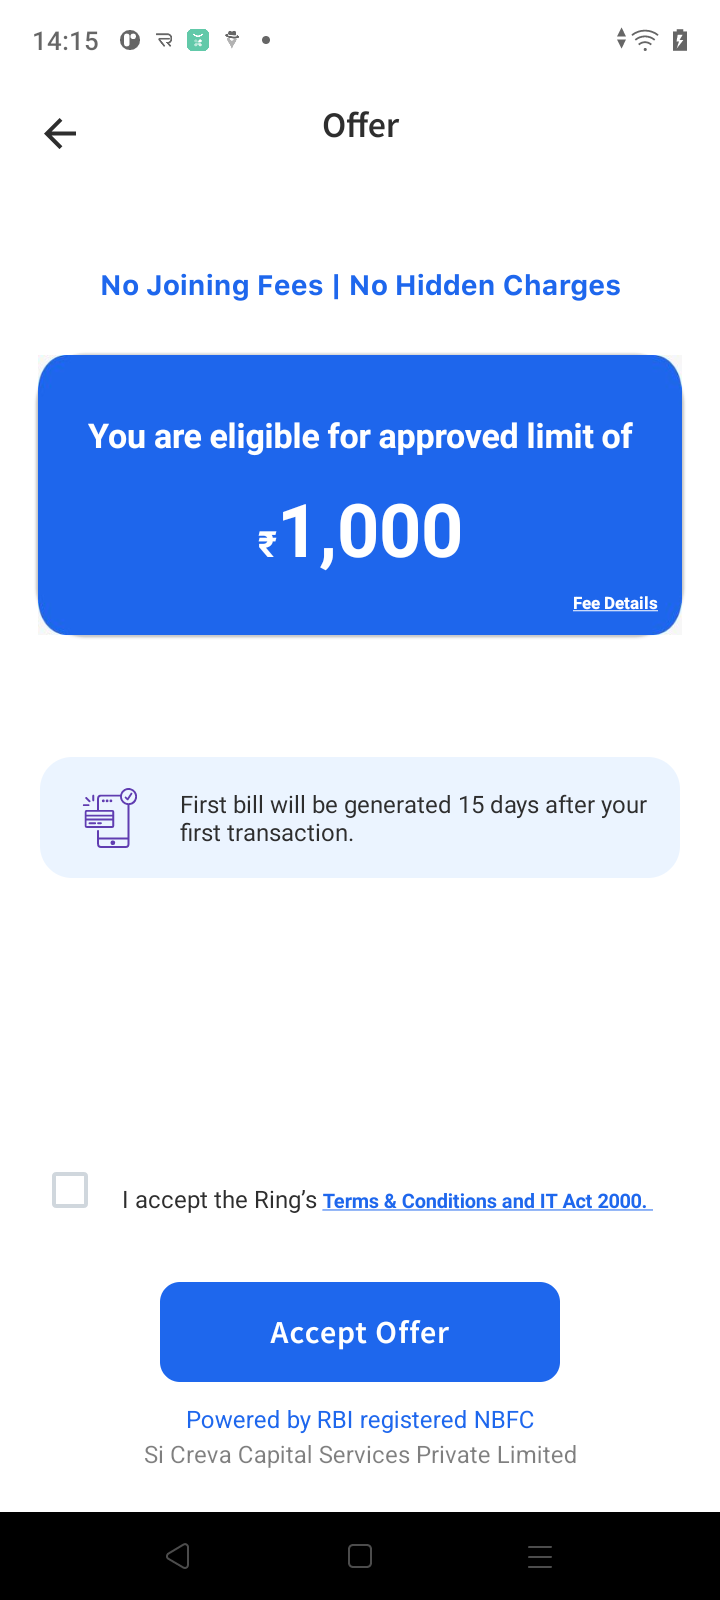 14:15
Offer
No Joining Fees | No Hidden Charges
You are eligible for approved limit of
₹1,000
Fee Details
First bill will be generated 15 days after your
first transaction.
I accept the Ring’s Terms & Conditions and IT Act 2000.
Accept Offer
Powered by RBI registered NBFC
Si Creva Capital Services Private Limited